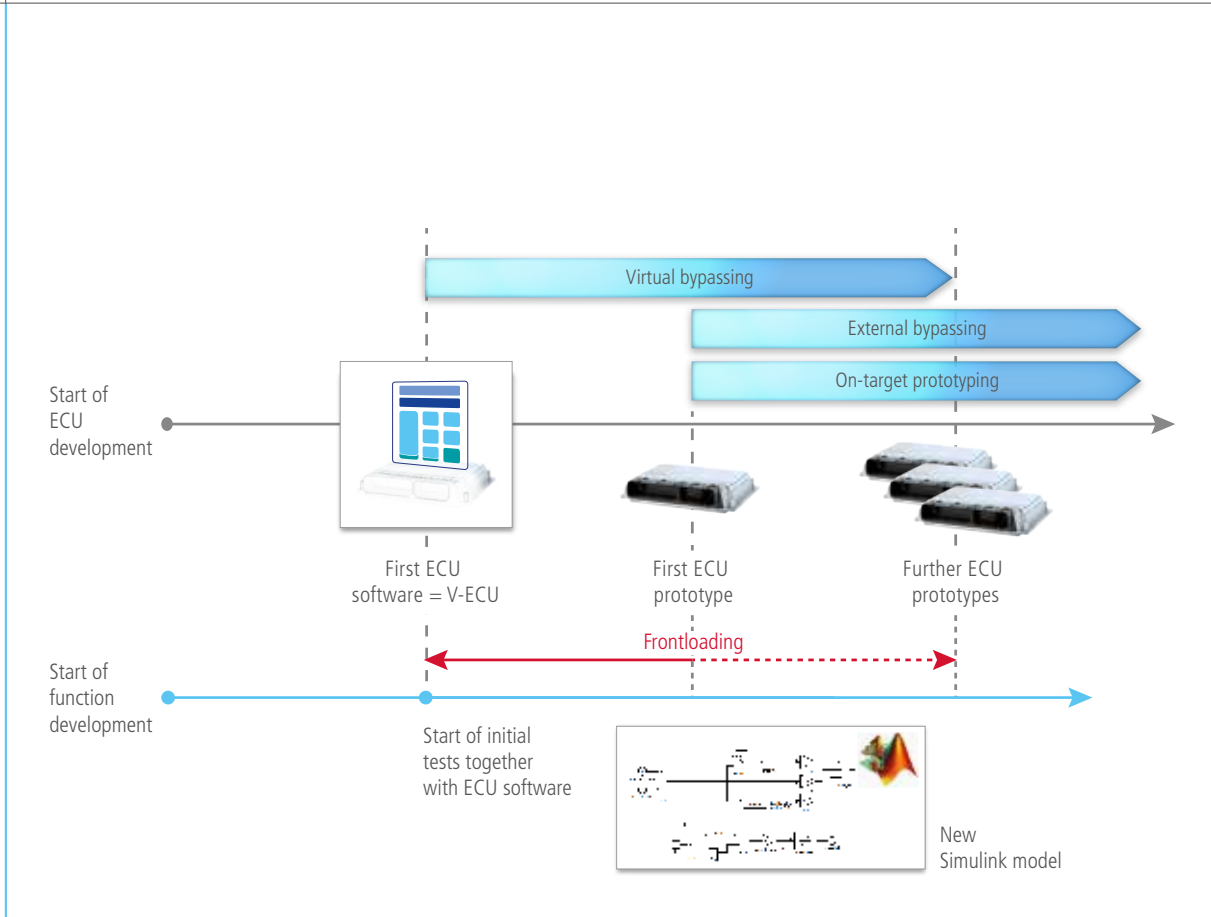 Virtual bypassing
External bypassing
On-target prototyping
Start of
ECU
development
First ECU
software = V-ECU
First ECU
prototype
Further ECU
prototypes
Frontloading
Start of
function
development
Start of initial
tests together
with ECU software
New
Simulink model